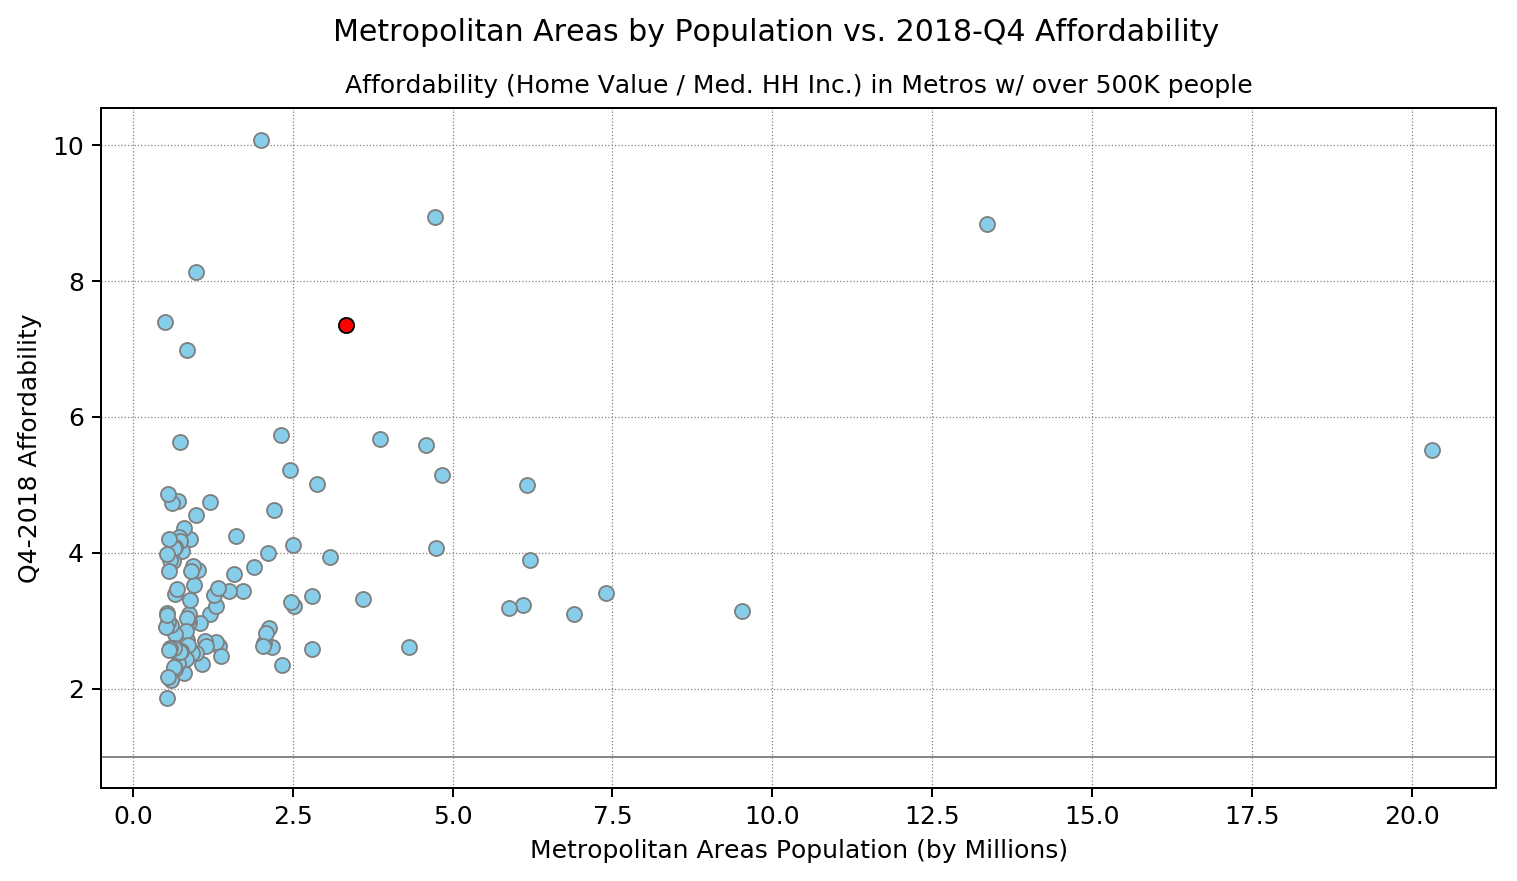 Metropolitan Areas by Population vs. 2018-Q4 Affordability
Affordability (Home Value / Med. HH Inc.) in Metros w/ over 500K people
Q4-2018 Affordability
10
8
6
4
2
0.0 2.5 5.0 7.5 10.0 12.5 15.0 17.5 20.0
Metropolitan Areas Population (by Millions)